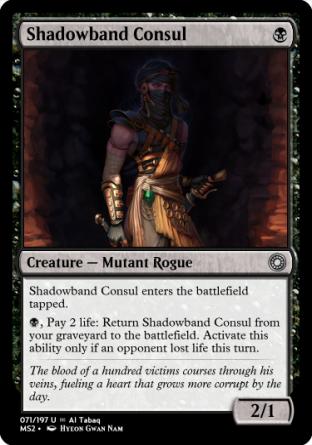 Shadowband Consul
Creature — Mutant Rogue
Shadowband Consul enters the battlefield
tapped.
, Pay 2 life: Return Shadowband Consul from
your graveyard to the battlefield. Activate this
ability only if an opponent lost life this turn.
The blood of a hundred victims courses through his
veins, fueling a heart that grows more corrupt by the
day.
071/197 U — Al Tabaq
MS2 • Hyeon Gwan Nam
2/1